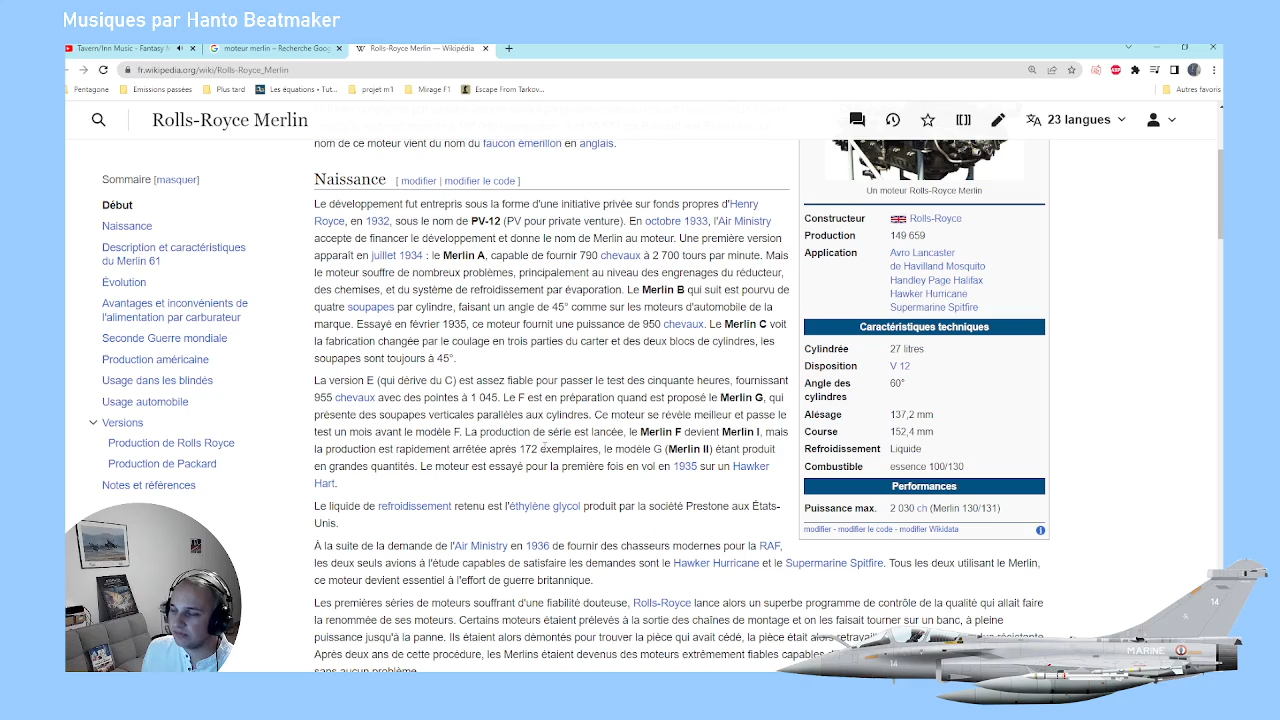 Musiques par Hanto Beatmaker
Tavern/Inn Music - Fantasy
moteur merlin – Recherche Goog
Rolls-Royce Merlin — Wikipédia
fr.wikipedia.org/wiki/Rolls-Royce_Merlin
Pentagone
Emissions passées
Plus tard
Les équations • Tut...
projet m1
Mirage F1
Escape From Tarkov...
Autres favoris
Rolls-Royce Merlin
23 langues
nom de ce moteur vient du nom du faucon émerillon en anglais.
Sommaire [masquer]
Début
Naissance
Description et caractéristiques
du Merlin 61
Évolution
Avantages et inconvénients de
l'alimentation par carburateur
Seconde Guerre mondiale
Production américaine
Usage dans les blindés
Usage automobile
Versions
Production de Rolls Royce
Production de Packard
Notes et références
Naissance [ modifier | modifier le code ]
Le développement fut entrepris sous la forme d'une initiative privée sur fonds propres d'Henry
Royce, en 1932, sous le nom de PV-12 (PV pour private venture). En octobre 1933, l'Air Ministry
accepte de financer le développement et donne le nom de Merlin au moteur. Une première version
apparaît en juillet 1934 : le Merlin A, capable de fournir 790 chevaux à 2 700 tours par minute. Mais
le moteur souffre de nombreux problèmes, principalement au niveau des engrenages du réducteur,
des chemises, et du système de refroidissement par évaporation. Le Merlin B qui suit est pourvu de
quatre soupapes par cylindre, faisant un angle de 45° comme sur les moteurs d'automobile de la
marque. Essayé en février 1935, ce moteur fournit une puissance de 950 chevaux. Le Merlin C voit
la fabrication changée par le coulage en trois parties du carter et des deux blocs de cylindres, les
soupapes sont toujours à 45°.
La version E (qui dérive du C) est assez fiable pour passer le test des cinquante heures, fournissant
955 chevaux avec des pointes à 1 045. Le F est en préparation quand est proposé le Merlin G, qui
présente des soupapes verticales parallèles aux cylindres. Ce moteur se révèle meilleur et passe le
test un mois avant le modèle F. La production de série est lancée, le Merlin F devient Merlin I, mais
la production est rapidement arrêtée après 172 exemplaires, le modèle G (Merlin II) étant produit
en grandes quantités. Le moteur est essayé pour la première fois en vol en 1935 sur un Hawker
Hart.
Le liquide de refroidissement retenu est l'éthylène glycol produit par la société Prestone aux États-
Unis.
À la suite de la demande de l'Air Ministry en 1936 de fournir des chasseurs modernes pour la RAF,
les deux seuls avions à l'étude capables de satisfaire les demandes sont le Hawker Hurricane et le Supermarine Spitfire. Tous les deux utilisant le Merlin,
ce moteur devient essentiel à l'effort de guerre britannique.
Les premières séries de moteurs souffrant d'une fiabilité douteuse, Rolls-Royce lance alors un superbe programme de contrôle de la qualité qui allait faire
la renommée de ses moteurs. Certains moteurs étaient prélevés à la sortie des chaînes de montage et on les faisait tourner sur un banc, à pleine
puissance jusqu'à la panne. Ils étaient alors démontés pour trouver la pièce qui avait cédé, la pièce était alors
Après deux ans de cette procédure, les Merlins étaient devenus des moteurs extrêmement fiables capables
sans aucun problème.
Un moteur Rolls-Royce Merlin
Constructeur Rolls-Royce
Production 149 659
Application Avro Lancaster
de Havilland Mosquito
Handley Page Halifax
Hawker Hurricane
Supermarine Spitfire
Caractéristiques techniques
Cylindrée 27 litres
Disposition V 12
Angle des 60°
cylindres
Alésage 137,2 mm
Course 152,4 mm
Refroidissement Liquide
Combustible essence 100/130
Performances
Puissance max. 2 030 ch (Merlin 130/131)
modifier - modifier le code - modifier Wikidata
14
14
MARINE